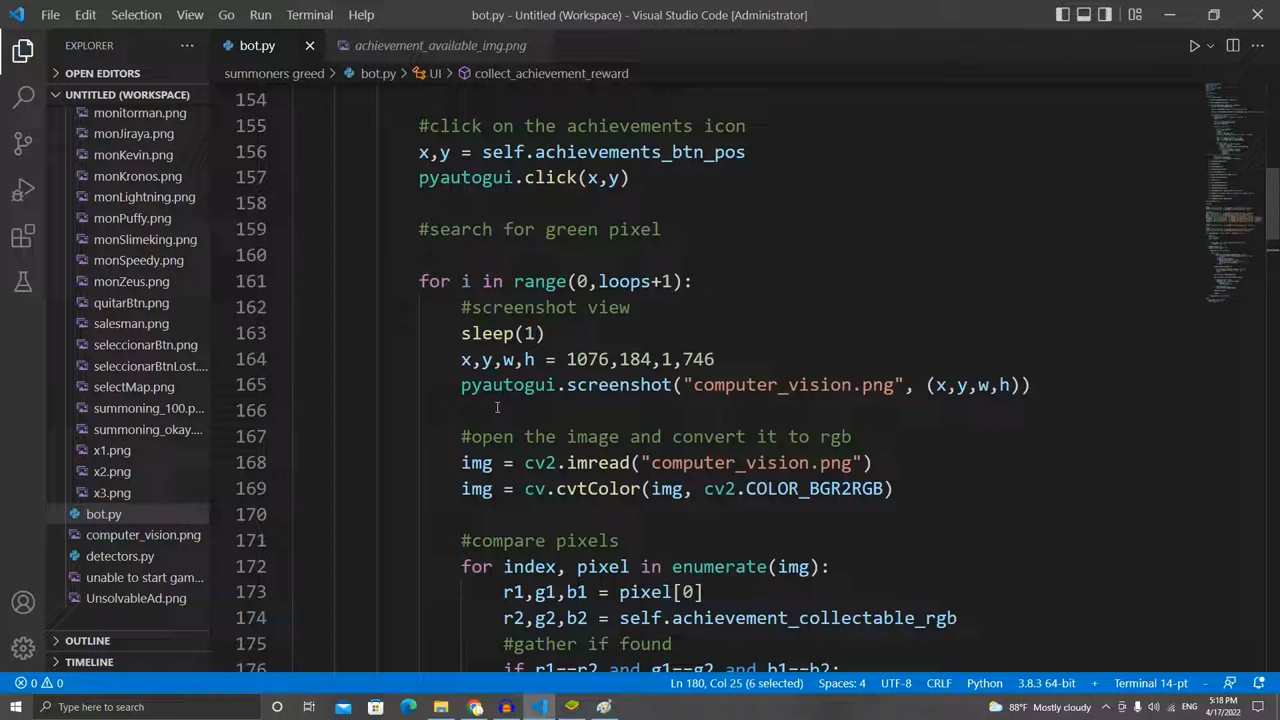 File Edit Selection View Go Run Terminal Help
bot.py - Untitled (Workspace) - Visual Studio Code [Administrator]
EXPLORER
bot.py
achievement_available_img.png
OPEN EDITORS
UNTITLED (WORKSPACE)
monitorman.png
monJiraya.png
monKevin.png
monKronos.png
monLightning.png
monPuffy.png
monSlimeking.png
monSpeedy.png
monZeus.png
quitarBtn.png
salesman.png
seleccionarBtn.png
seleccionarBtnLost...
selectMap.png
summoning_100.p...
summoning_okay....
x1.png
x2.png
x3.png
bot.py
computer_vision.png
detectors.py
unable to start gam...
UnsolvableAd.png
OUTLINE
TIMELINE
summoners greed > bot.py > UI > collect_achievement_reward
154
155 #click on the achievements icon
156 x,y = self.achievements_btn_pos
157 pyautogui.click(x,y)
158
159 #search for green pixel
160
161 for i in range(0,loops+1):
162 #screnshot view
163 sleep(1)
164 x,y,w,h = 1076,184,1,746
165 pyautogui.screenshot("computer_vision.png", (x,y,w,h))
166
167 #open the image and convert it to rgb
168 img = cv2.imread("computer_vision.png")
169 img = cv.cvtColor(img, cv2.COLOR_BGR2RGB)
170
171 #compare pixels
172 for index, pixel in enumerate(img):
173 r1,g1,b1 = pixel[0]
174 r2,g2,b2 = self.achievement_collectable_rgb
175 #gather if found
176 if r1==r2 and g1==g2 and b1==b2:
0 0
Ln 180, Col 25 (6 selected) Spaces: 4 UTF-8 CRLF Python 3.8.3 64-bit + Terminal 14-pt -
Type here to search
88°F Mostly cloudy
ENG
5:18 PM
4/17/2022